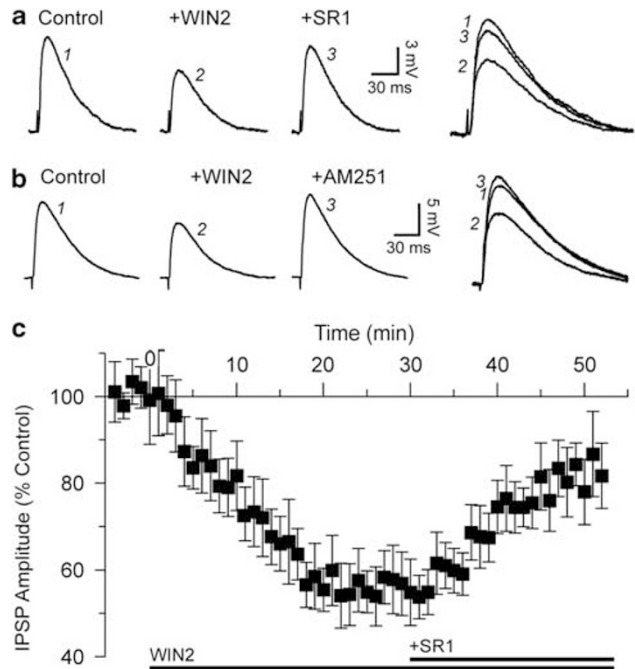 a Control +WIN2 +SR1
1 2 3 3 mV 30 ms 1 3 2
b Control +WIN2 +AM251
1 2 3 5 mV 30 ms 3 1 2
c Time (min)
0 10 20 30 40 50
100
80
60
40
IPSP Amplitude (% Control)
+SR1
WIN2